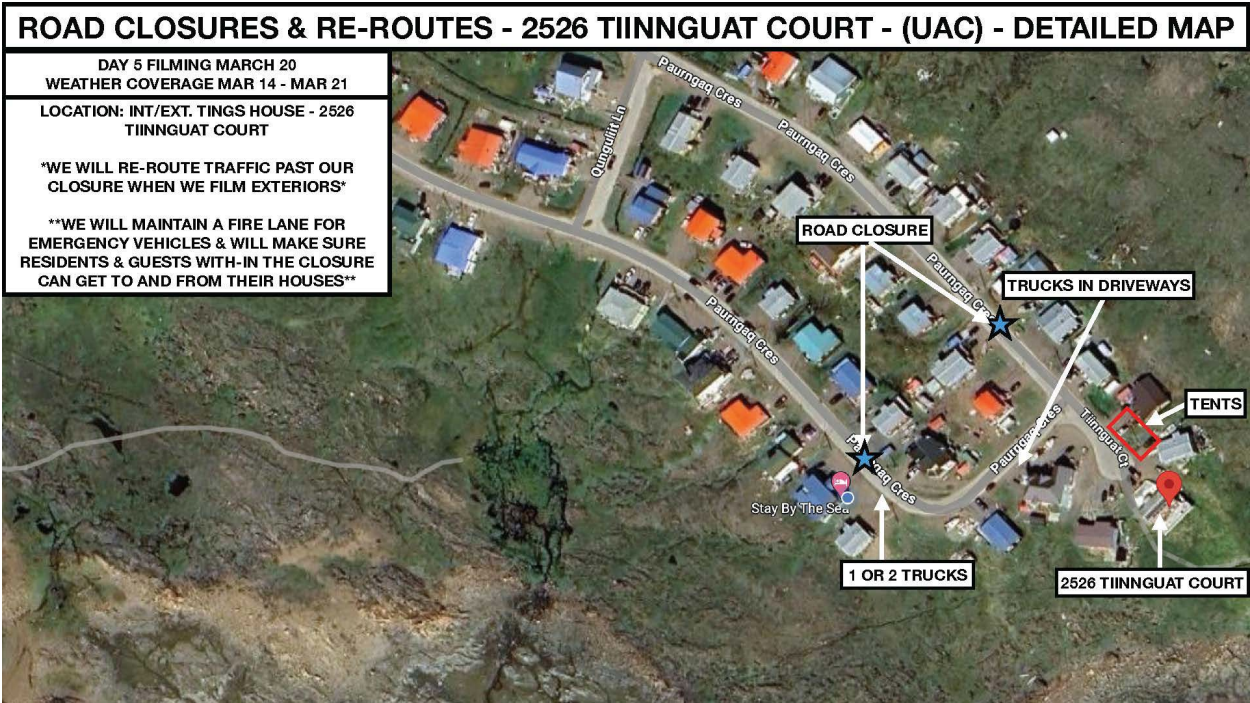 ROAD CLOSURES & RE-ROUTES - 2526 TIINNGUAT COURT - (UAC) - DETAILED MAP
DAY 5 FILMING MARCH 20
WEATHER COVERAGE MAR 14 - MAR 21
LOCATION: INT/EXT. TINGS HOUSE - 2526
TIINNGUAT COURT
*WE WILL RE-ROUTE TRAFFIC PAST OUR
CLOSURE WHEN WE FILM EXTERIORS*
**WE WILL MAINTAIN A FIRE LANE FOR
EMERGENCY VEHICLES & WILL MAKE SURE
RESIDENTS & GUESTS WITH-IN THE CLOSURE
CAN GET TO AND FROM THEIR HOUSES**
Paurngaq Cres
Paurngaq Cres
Qunguliit Ln
ROAD CLOSURE
Paurngaq Cres
TRUCKS IN DRIVEWAYS
Paurngaq Cres
TENTS
Tiinnguat Ct
Paurngaq Cres
Paurngaq Cres
Stay By The Sea
1 OR 2 TRUCKS
2526 TIINNGUAT COURT